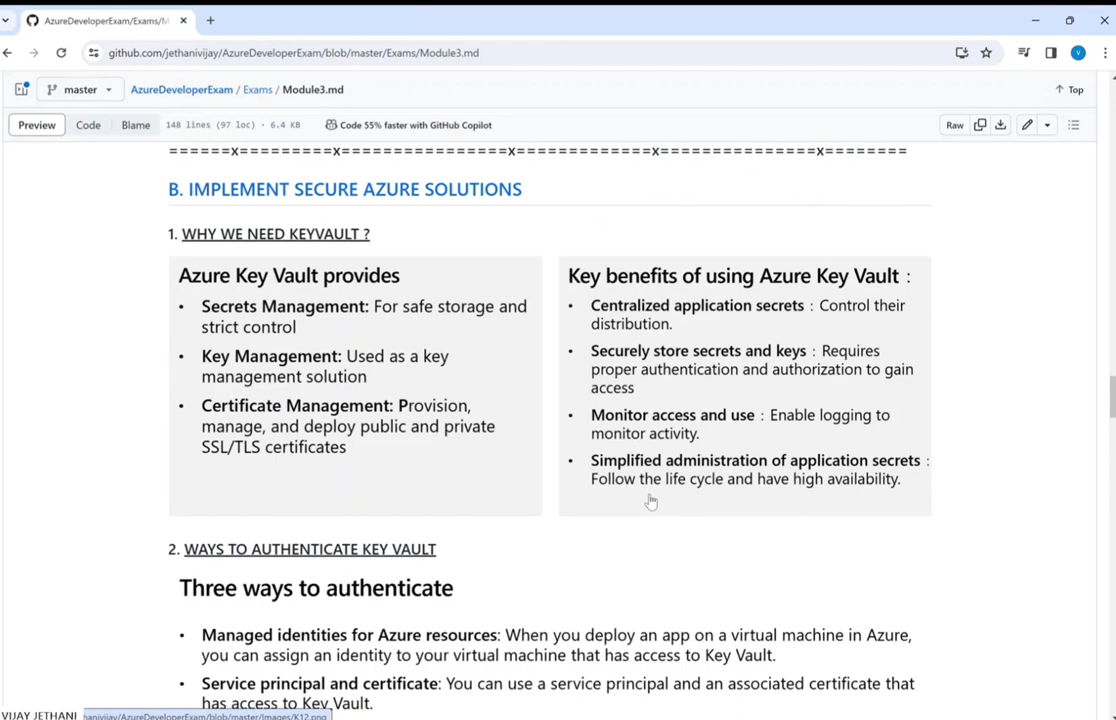 AzureDeveloperExam/Exams/M
github.com/jethanivijay/AzureDeveloperExam/blob/master/Exams/Module3.md
V
master
AzureDeveloperExam / Exams / Module3.md
Top
Preview Code Blame 148 lines (97 loc) · 6.4 KB Code 55% faster with GitHub Copilot Raw
======x=========x===============x============x==============x========
B. IMPLEMENT SECURE AZURE SOLUTIONS
1. WHY WE NEED KEYVAULT ?
Azure Key Vault provides
• Secrets Management: For safe storage and
strict control
• Key Management: Used as a key
management solution
• Certificate Management: Provision,
manage, and deploy public and private
SSL/TLS certificates
Key benefits of using Azure Key Vault :
• Centralized application secrets : Control their
distribution.
• Securely store secrets and keys : Requires
proper authentication and authorization to gain
access
• Monitor access and use : Enable logging to
monitor activity.
• Simplified administration of application secrets :
Follow the life cycle and have high availability.
2. WAYS TO AUTHENTICATE KEY VAULT
Three ways to authenticate
• Managed identities for Azure resources: When you deploy an app on a virtual machine in Azure,
you can assign an identity to your virtual machine that has access to Key Vault.
• Service principal and certificate: You can use a service principal and an associated certificate that
has access to Key Vault.
VIJAY JETHANI
hanivijay/AzureDeveloperExam/blob/master/Images/K12.png